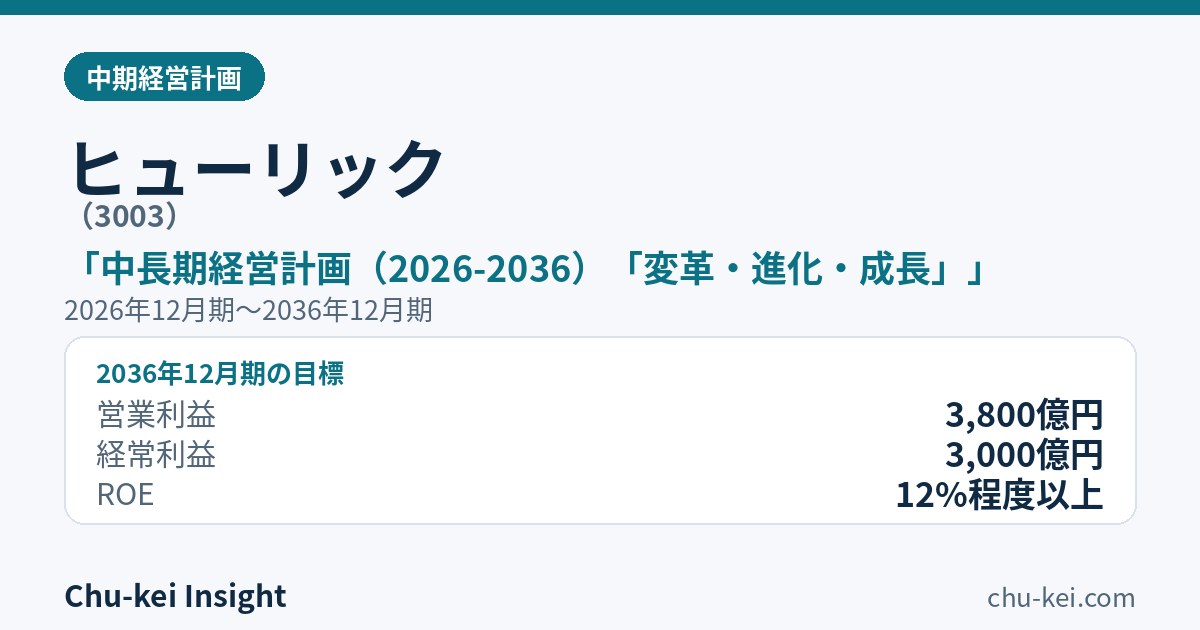 中期経営計画
ヒューリック
（3003）
「中長期経営計画（2026-2036）「変革・進化・成長」」
2026年12月期～2036年12月期
2036年12月期の目標
営業利益 3,800億円
経常利益 3,000億円
ROE 12%程度以上
Chu-kei Insight chu-kei.com